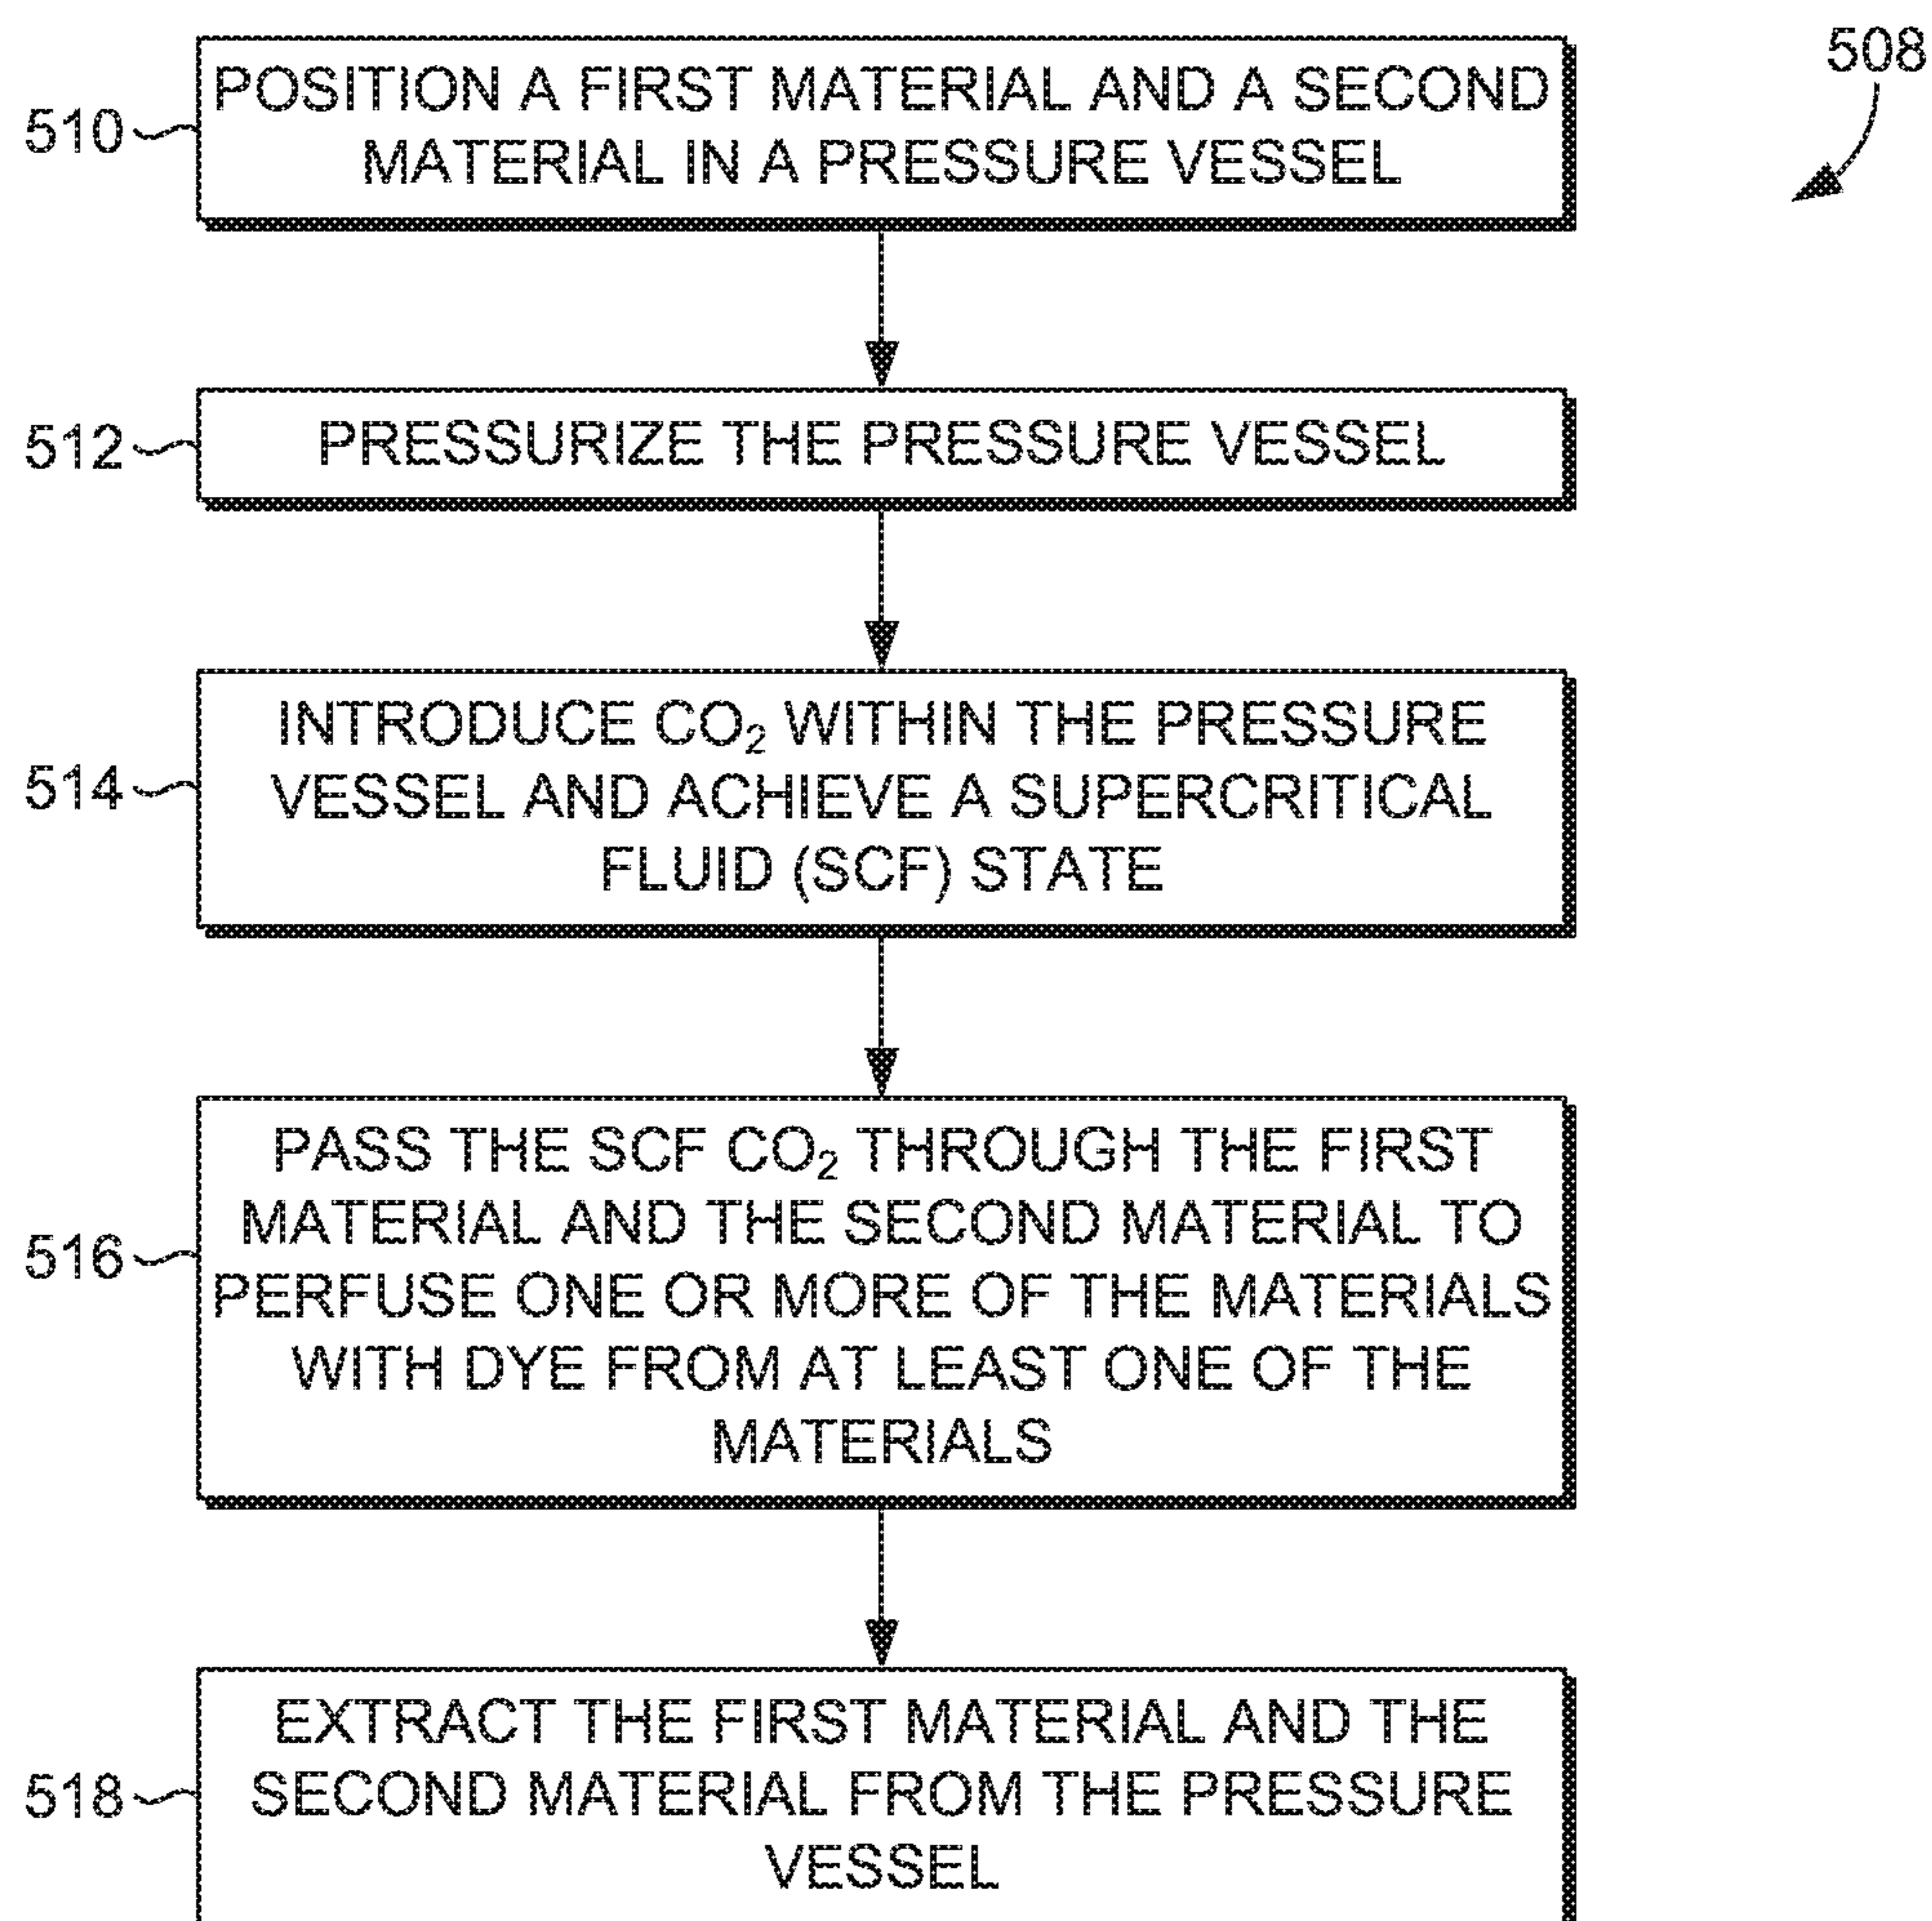 508
510
POSITION A FIRST MATERIAL AND A SECOND
MATERIAL IN A PRESSURE VESSEL
512
PRESSURIZE THE PRESSURE VESSEL
514
INTRODUCE CO₂ WITHIN THE PRESSURE
VESSEL AND ACHIEVE A SUPERCRITICAL
FLUID (SCF) STATE
516
PASS THE SCF CO₂ THROUGH THE FIRST
MATERIAL AND THE SECOND MATERIAL TO
PERFUSE ONE OR MORE OF THE MATERIALS
WITH DYE FROM AT LEAST ONE OF THE
MATERIALS
518
EXTRACT THE FIRST MATERIAL AND THE
SECOND MATERIAL FROM THE PRESSURE
VESSEL